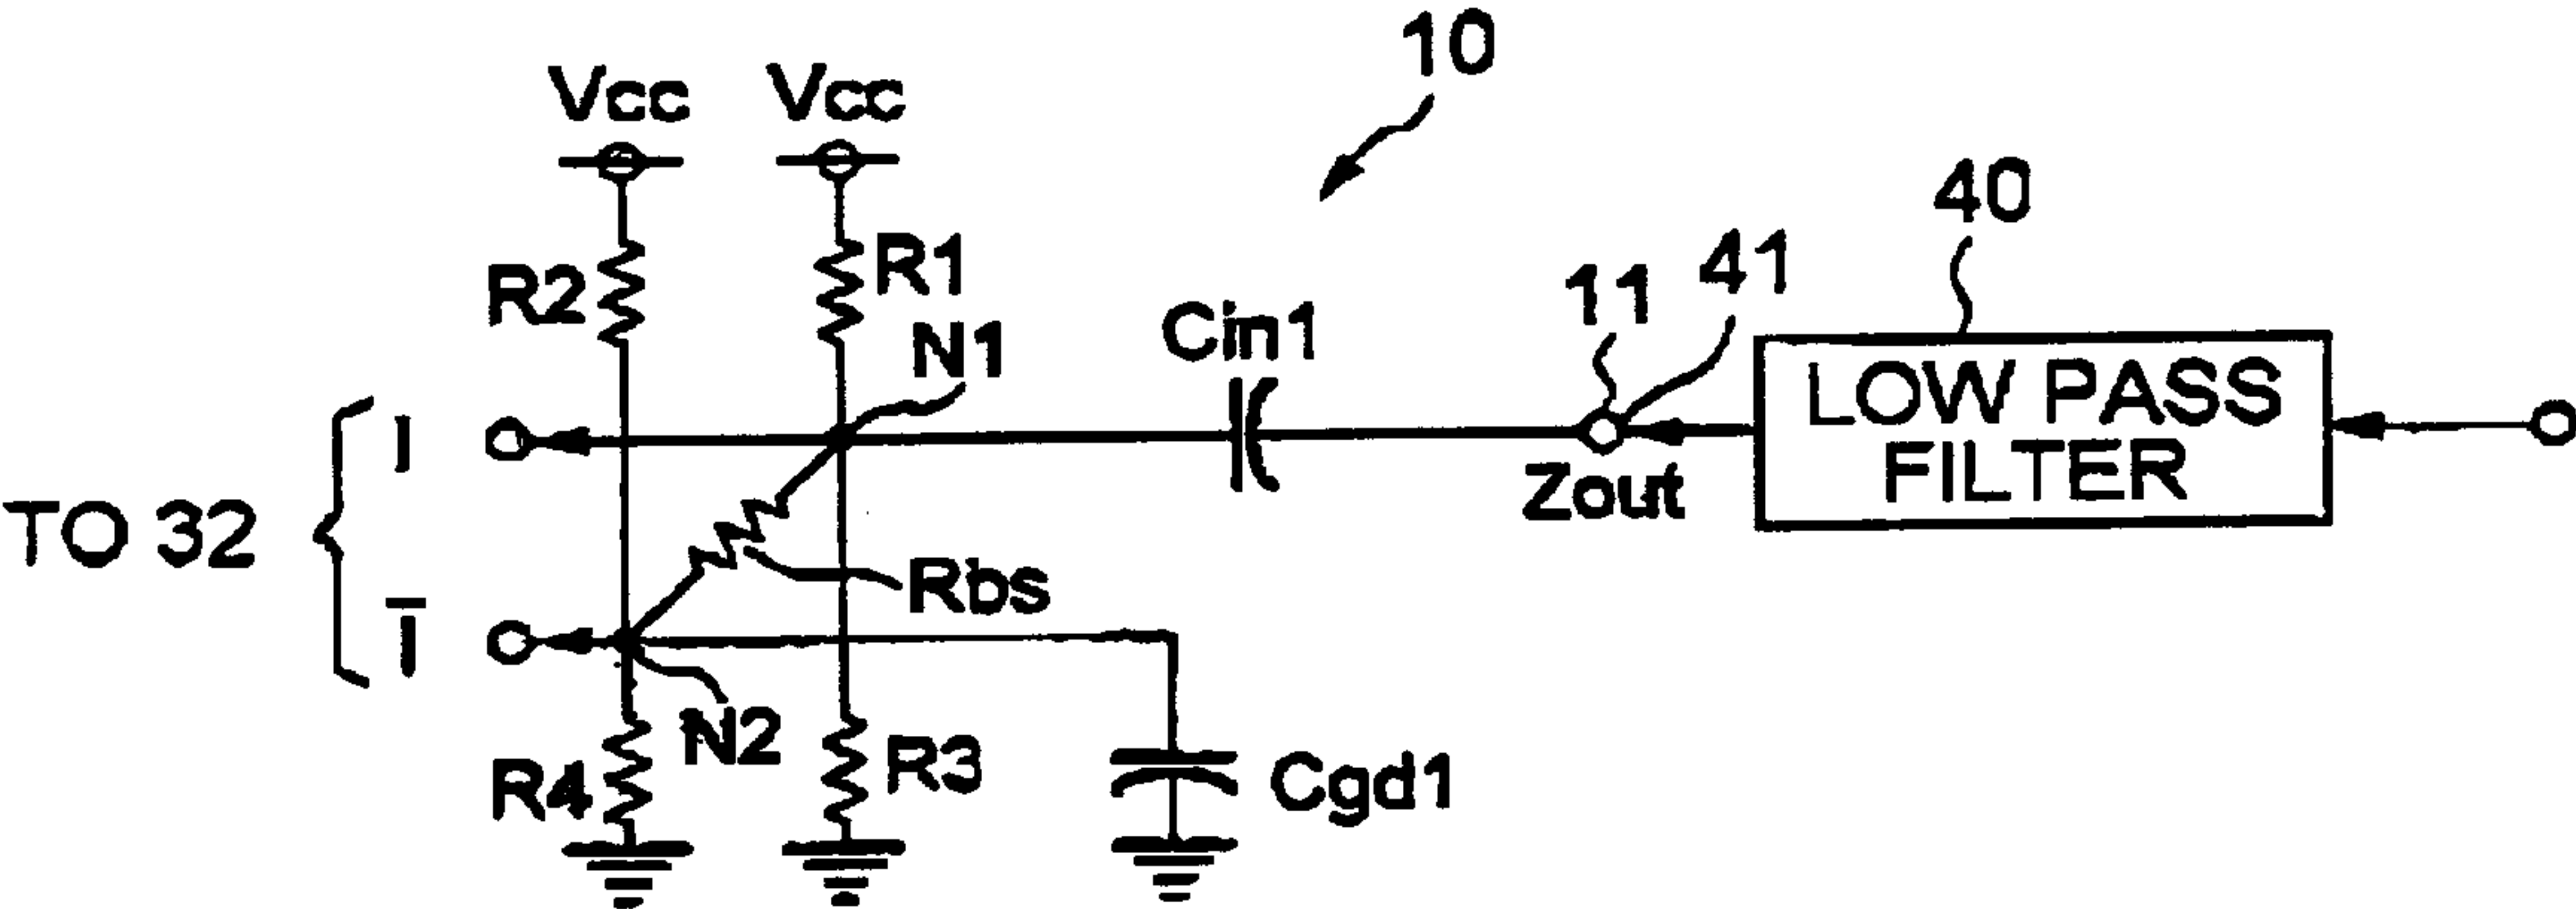 10
Vcc Vcc
40
R2 R1 11 41
N1 Cin1
LOW PASS
FILTER
I
Zout
TO 32
Rbs
Ī
N2
R4 R3 Cgd1